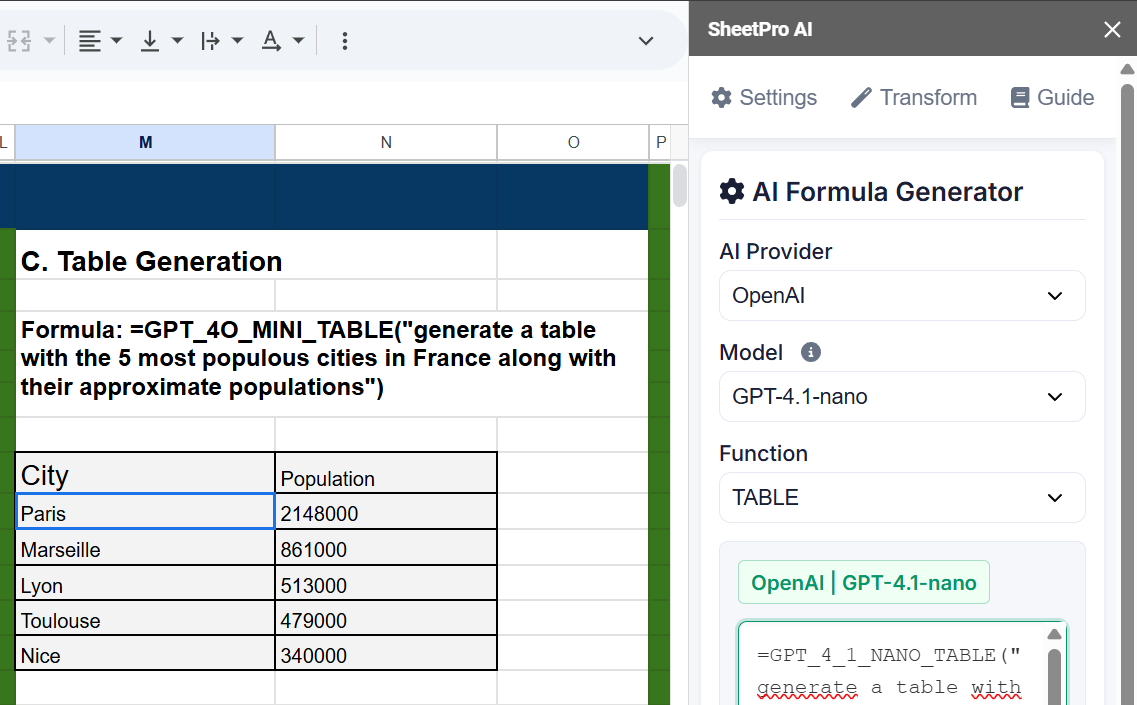 L
M
N
O
P
C. Table Generation
Formula: =GPT_4O_MINI_TABLE("generate a table
with the 5 most populous cities in France along with
their approximate populations")
City Population
Paris 2148000
Marseille 861000
Lyon 513000
Toulouse 479000
Nice 340000
SheetPro AI
Settings Transform Guide
AI Formula Generator
AI Provider
OpenAI
Model
GPT-4.1-nano
Function
TABLE
OpenAI | GPT-4.1-nano
=GPT_4_1_NANO_TABLE("
generate a table with